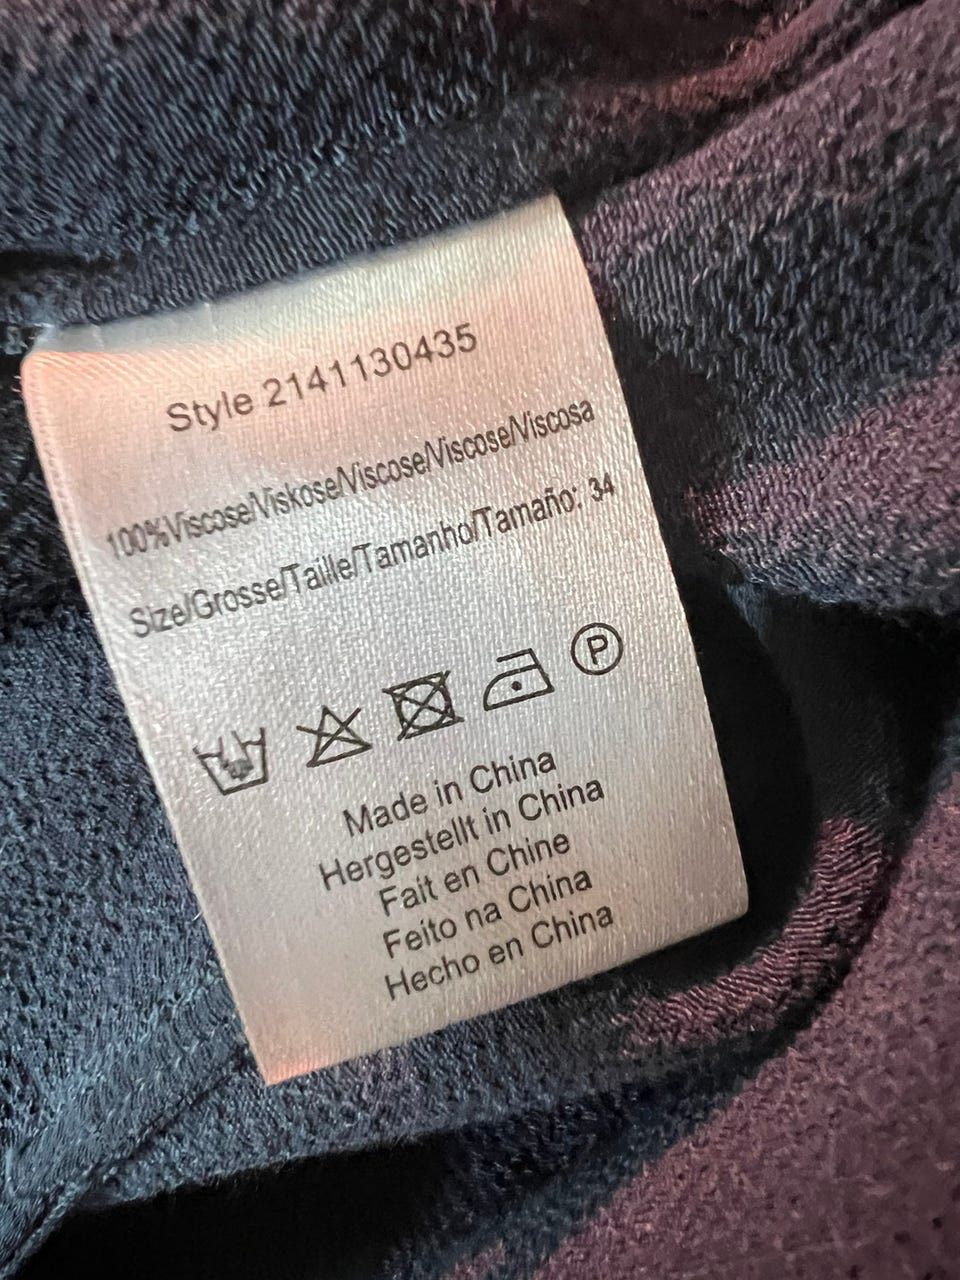 Style 2141130435
100%Viscose/Viskose/Viscose/Viscose/Viscosa
Size/Grosse/Taille/Tamanho/Tamaño: 34
P
Made in China
Hergestellt in China
Fait en Chine
Feito na China
Hecho en China